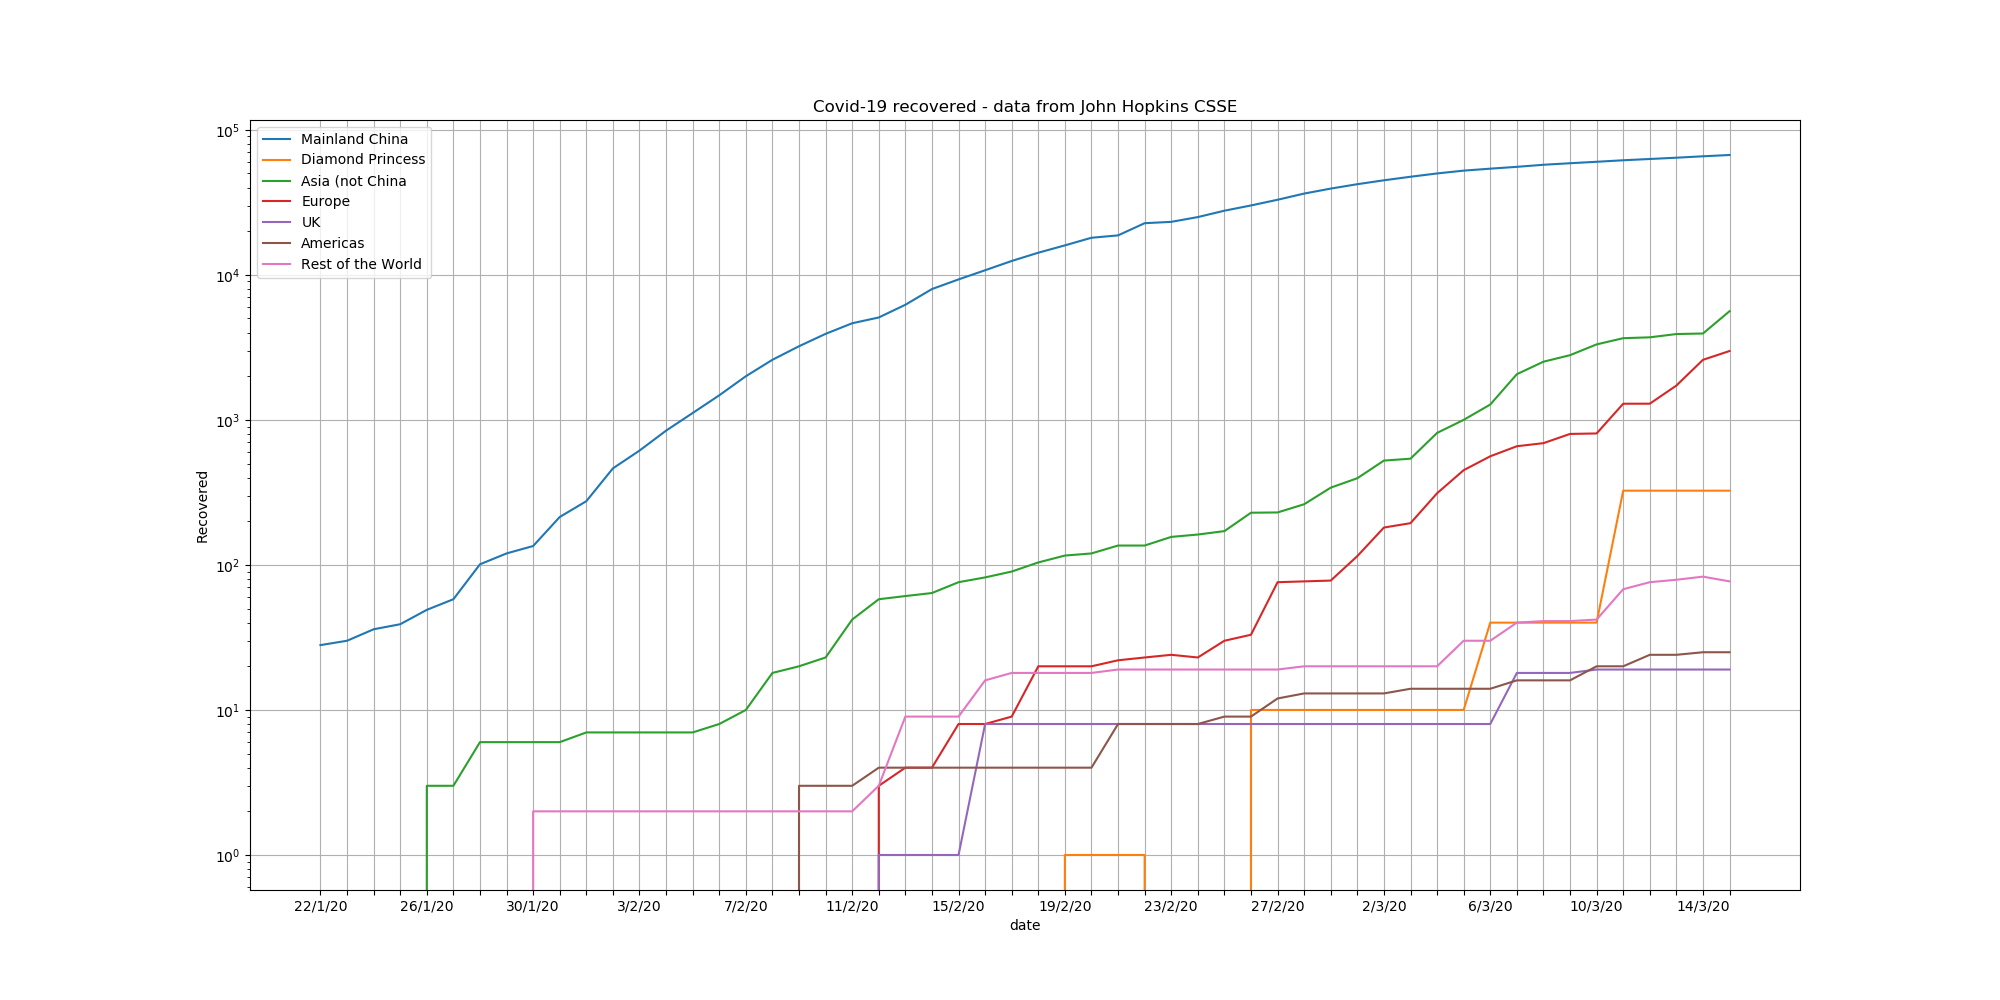 Covid-19 recovered - data from John Hopkins CSSE
Mainland China
Diamond Princess
Asia (not China
Europe
UK
Americas
Rest of the World
10^5
10^4
10^3
10^2
10^1
10^0
Recovered
22/1/20 26/1/20 30/1/20 3/2/20 7/2/20 11/2/20 15/2/20 19/2/20 23/2/20 27/2/20 2/3/20 6/3/20 10/3/20 14/3/20
date